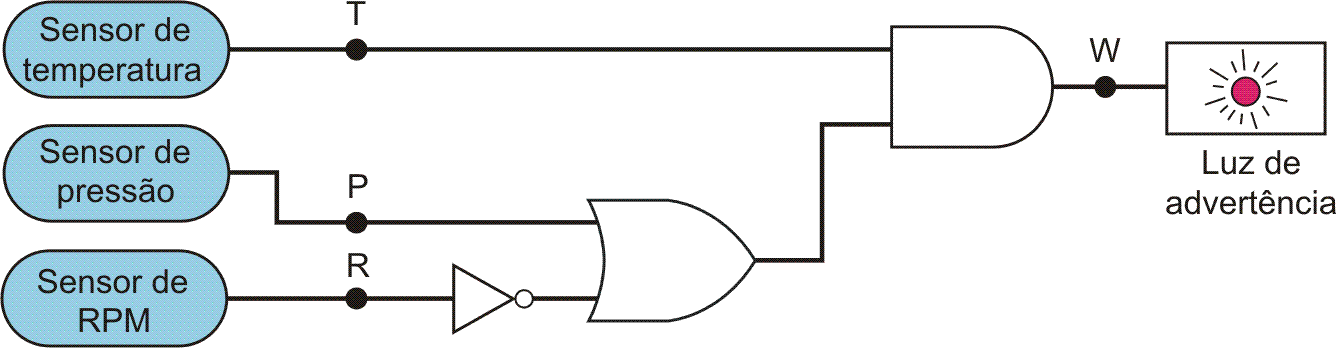 Sensor de
temperatura
T
W
Luz de
advertência
Sensor de
pressão
P
Sensor de
RPM
R